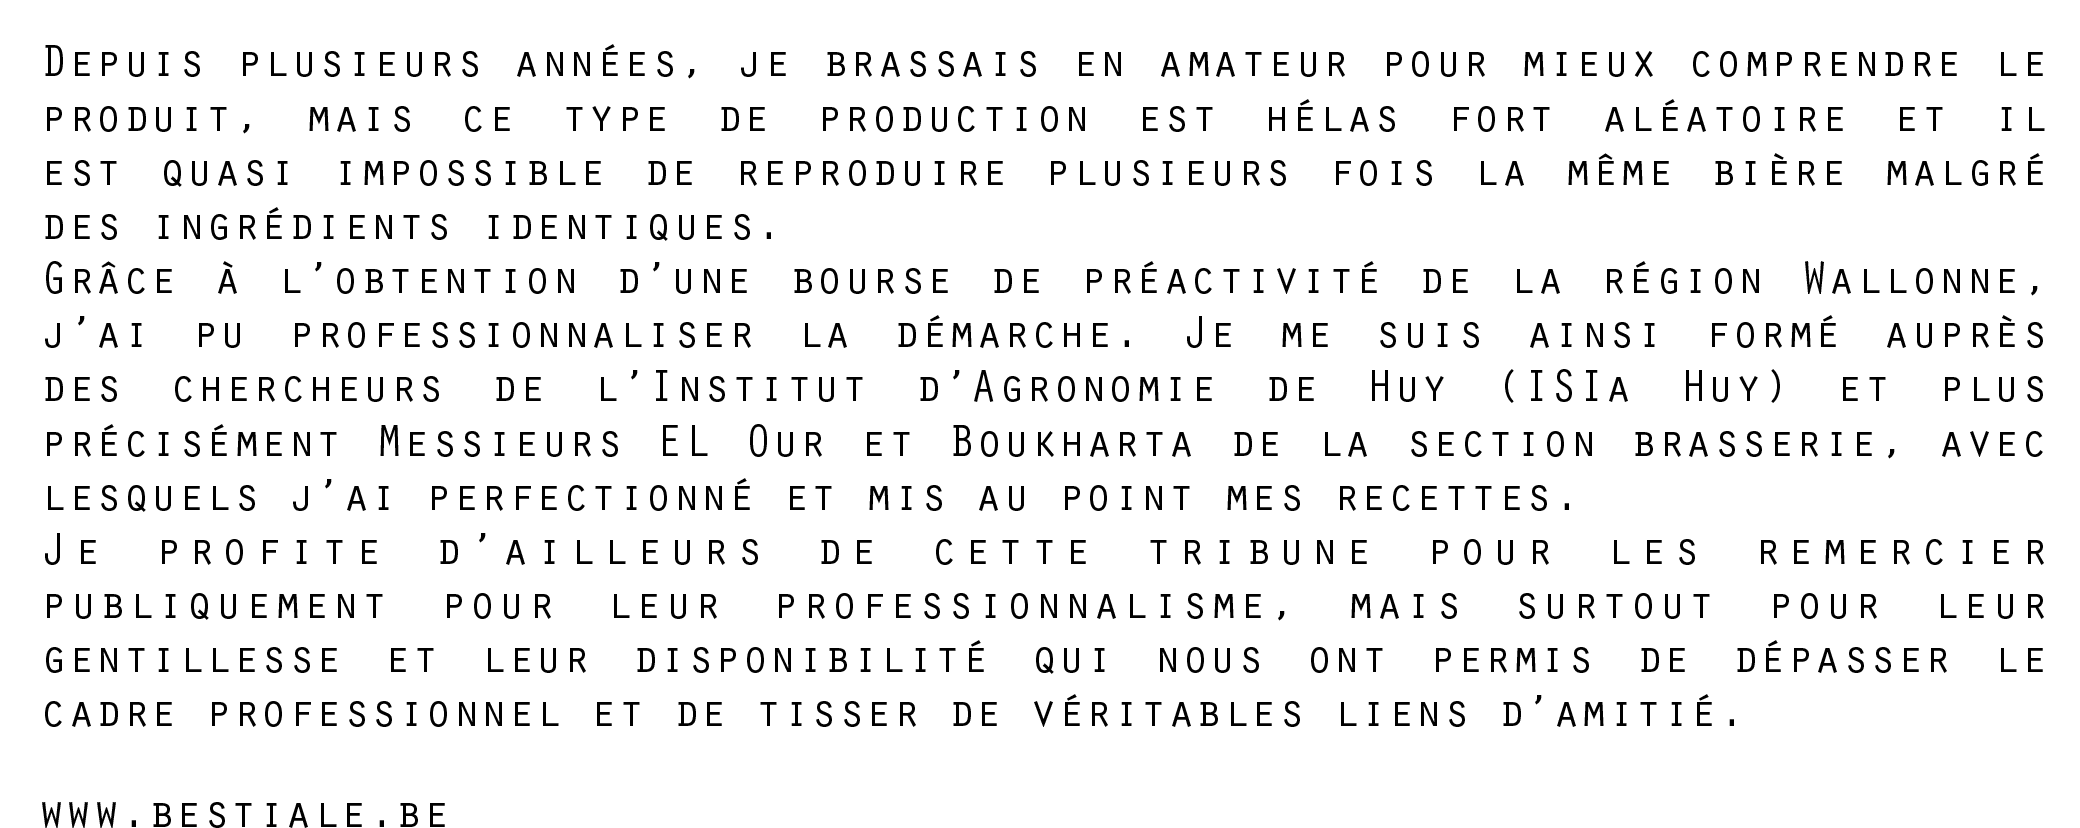 Depuis plusieurs années, je brassais en amateur pour mieux comprendre le
produit, mais ce type de production est hélas fort aléatoire et il
est quasi impossible de reproduire plusieurs fois la même bière malgré
des ingrédients identiques.
Grâce à l’obtention d’une bourse de préactivité de la région Wallonne,
j’ai pu professionnaliser la démarche. Je me suis ainsi formé auprès
des chercheurs de l’Institut d’Agronomie de Huy (ISIa Huy) et plus
précisément Messieurs EL Our et Boukharta de la section brasserie, avec
lesquels j’ai perfectionné et mis au point mes recettes.
Je profite d’ailleurs de cette tribune pour les remercier
publiquement pour leur professionnalisme, mais surtout pour leur
gentillesse et leur disponibilité qui nous ont permis de dépasser le
cadre professionnel et de tisser de véritables liens d’amitié.
www.bestiale.be